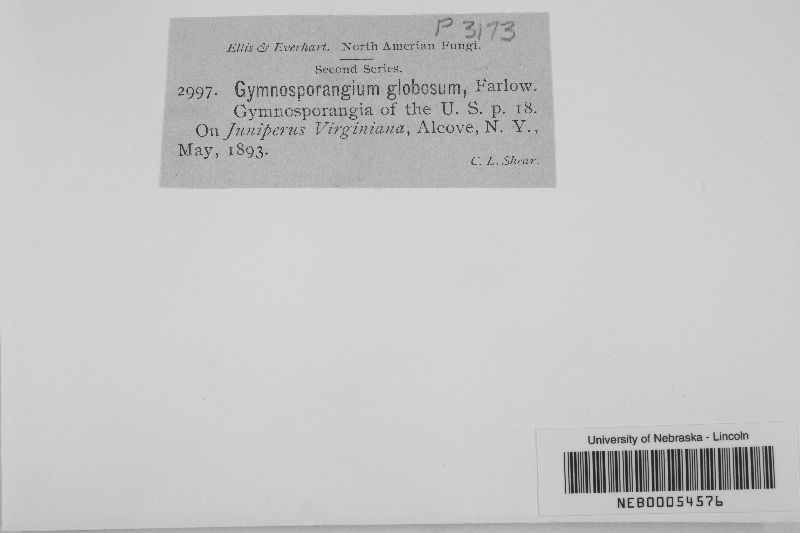 P 3173
Ellis & Everhart. North Amerian Fungi.
Second Series.
2997. Gymnosporangium globosum, Farlow.
Gymnosporangia of the U. S. p. 18.
On Juniperus Virginiana, Alcove, N. Y.,
May, 1893.
C. L. Shear.
University of Nebraska - Lincoln
NEB00054576